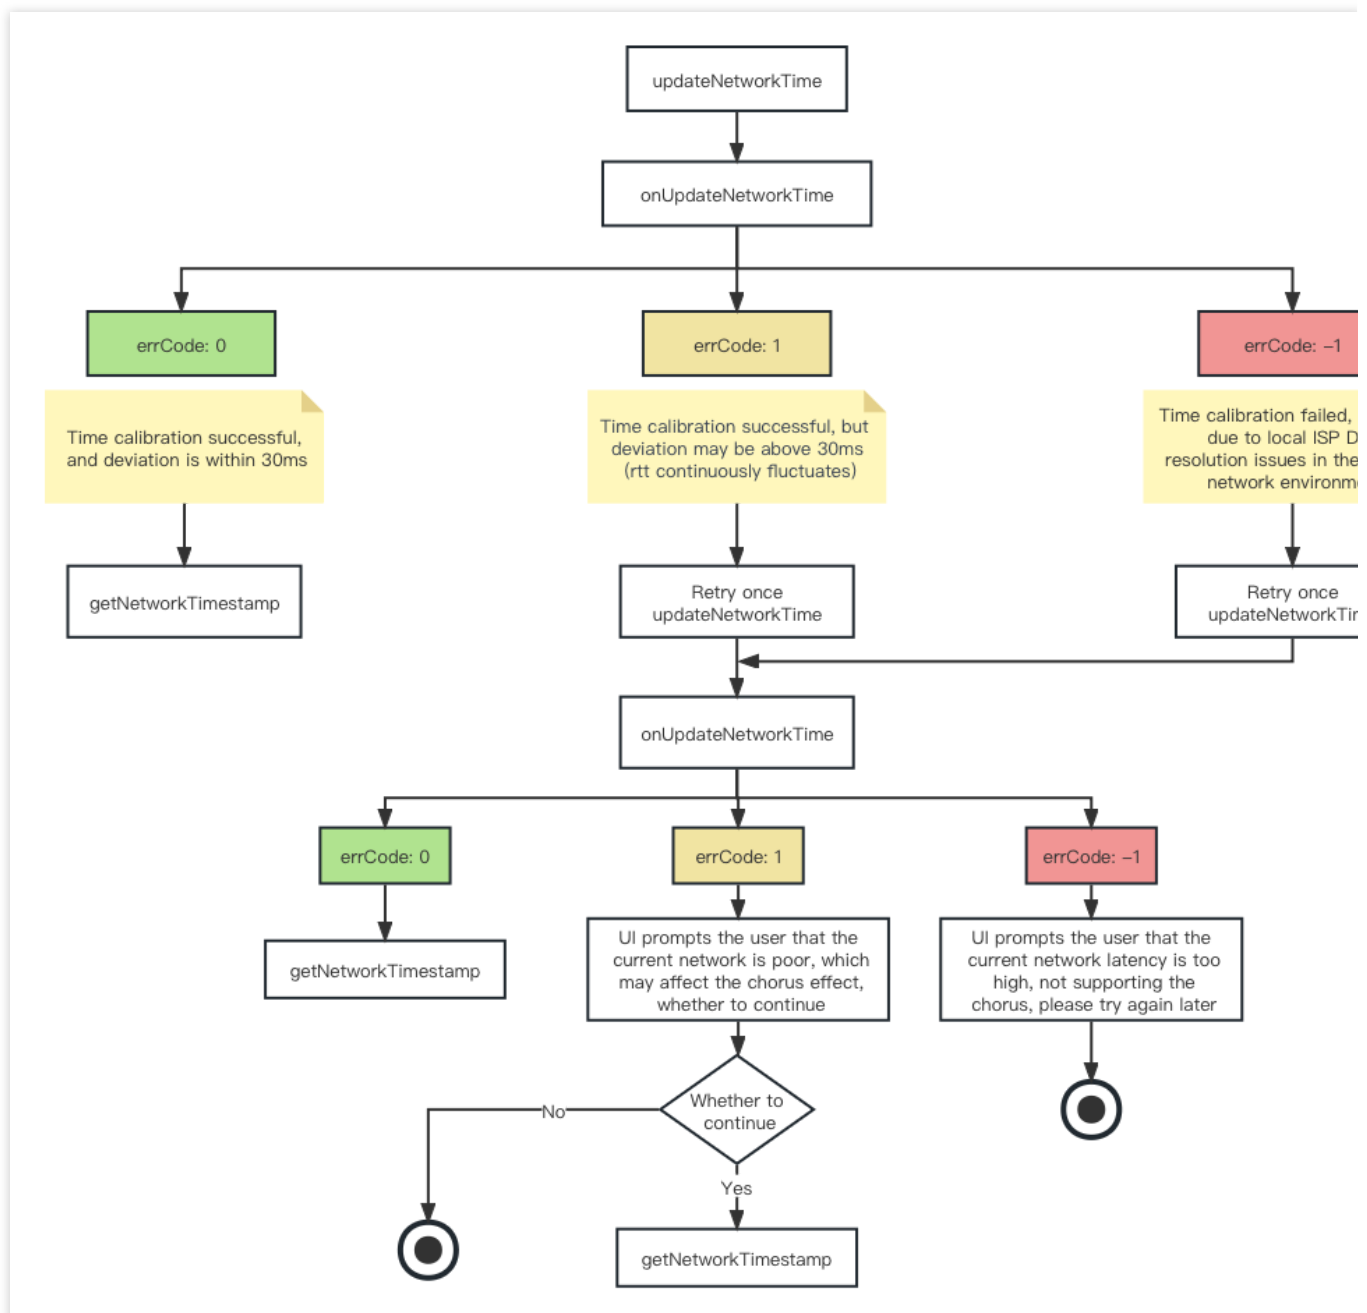 updateNetworkTime
onUpdateNetworkTime
errCode: 0
errCode: 1
errCode: –1
Time calibration successful,
and deviation is within 30ms
Time calibration successful, but
deviation may be above 30ms
(rtt continuously fluctuates)
Time calibration failed,
due to local ISP
resolution issues in the
network
getNetworkTimestamp
Retry once
updateNetworkTime
Retry once
onUpdateNetworkTime
errCode: 0
errCode: 1
errCode: –1
getNetworkTimestamp
UI prompts the user that the
current network is poor, which
may affect the chorus effect,
whether to continue
UI prompts the user that the
current network latency is too
high, not supporting the
chorus, please try again later
Whether to
continue
No
Yes
getNetworkTimestamp